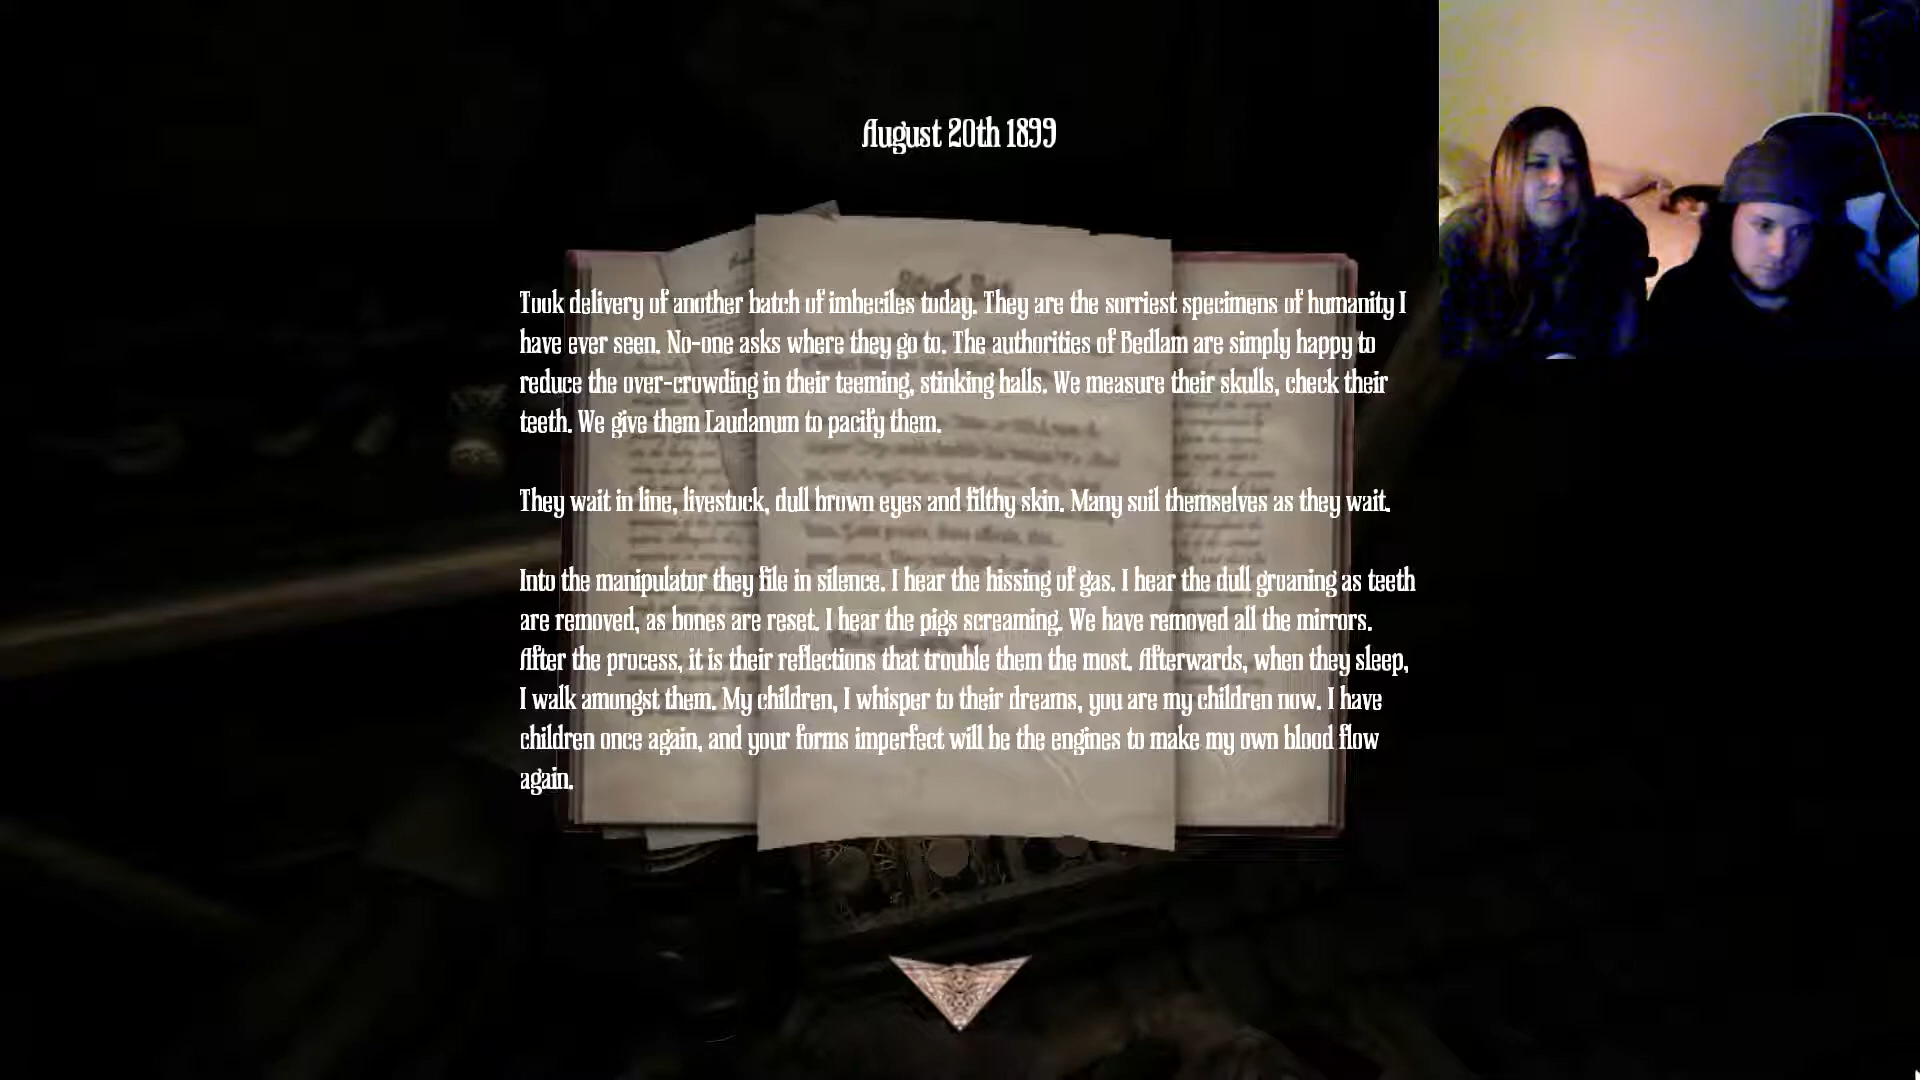 August 20th 1899
Took delivery of another batch of imbeciles today. They are the sorriest specimens of humanity I
have ever seen. No-one asks where they go to. The authorities of Bedlam are simply happy to
reduce the over-crowding in their teeming, stinking halls. We measure their skulls, check their
teeth. We give them Laudanum to pacify them.
They wait in line, livestock, dull brown eyes and filthy skin. Many soil themselves as they wait.
Into the manipulator they file in silence. I hear the hissing of gas. I hear the dull groaning as teeth
are removed, as bones are reset. I hear the pigs screaming. We have removed all the mirrors.
After the process, it is their reflections that trouble them the most. Afterwards, when they sleep,
I walk amongst them. My children, I whisper to their dreams, you are my children now. I have
children once again, and your forms imperfect will be the engines to make my own blood flow
again.